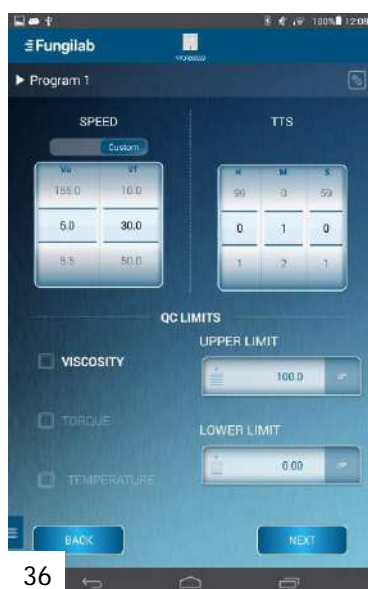 100% 12:09
Fungilab
Program 1
SPEED TTS
Custom
Vo Vf H M S
155.0 10.0 99 0 59
5.0 30.0 0 1 0
5.5 50.0 1 2 1
QC LIMITS
UPPER LIMIT
VISCOSITY
100.0
TORQUE
LOWER LIMIT
0.00
TEMPERATURE
BACK NEXT
36